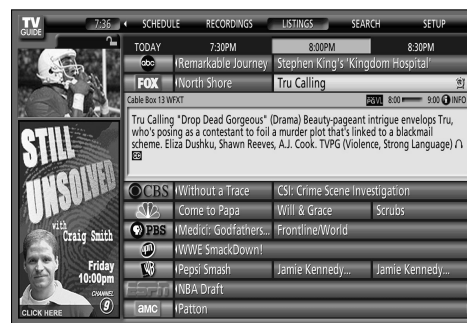 TV GUIDE
7:36 SCHEDULE RECORDINGS LISTINGS SEARCH SETUP
TODAY 7:30PM 8:00PM 8:30PM
abc Remarkable Journey Stephen King's 'Kingdom Hospital'
FOX North Shore Tru Calling
Cable Box 13 WFXT 8:00 9:00 INFO
Tru Calling "Drop Dead Gorgeous" (Drama) Beauty-pageant intrigue envelops Tru,
who's posing as a contestant to foil a murder plot that's linked to a blackmail
scheme. Eliza Dushku, Shawn Reeves, A.J. Cook. TVPG (Violence, Strong Language)
CBS Without a Trace CSI: Crime Scene Investigation
Come to Papa Will & Grace Scrubs
PBS Medici: Godfathers... Frontline/World
WWE SmackDown!
WB Pepsi Smash Jamie Kennedy... Jamie Kennedy...
ESPN NBA Draft
amc Patton
STILL
UNSOLVED
with
Craig Smith
Friday
10:00pm
CHANNEL
9
CLICK HERE